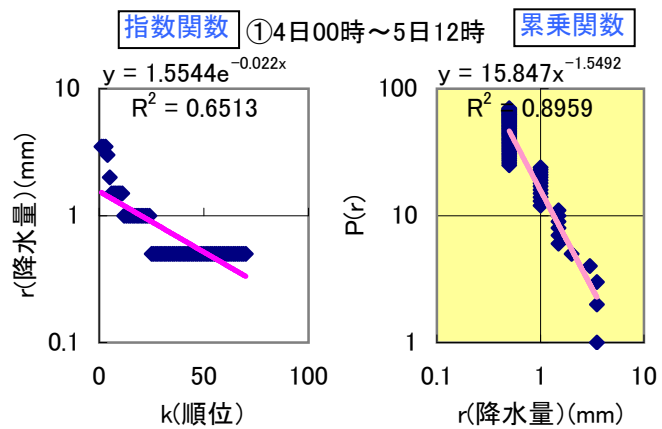 指数関数 ①4日00時～5日12時 累乗関数
y = 1.5544e^-0.022x
R^2 = 0.6513
r(降水量)(mm)
10
1
0.1
0 50 100
k(順位)
y = 15.847x^-1.5492
R^2 = 0.8959
P(r)
100
10
1
0.1 1 10
r(降水量)(mm)